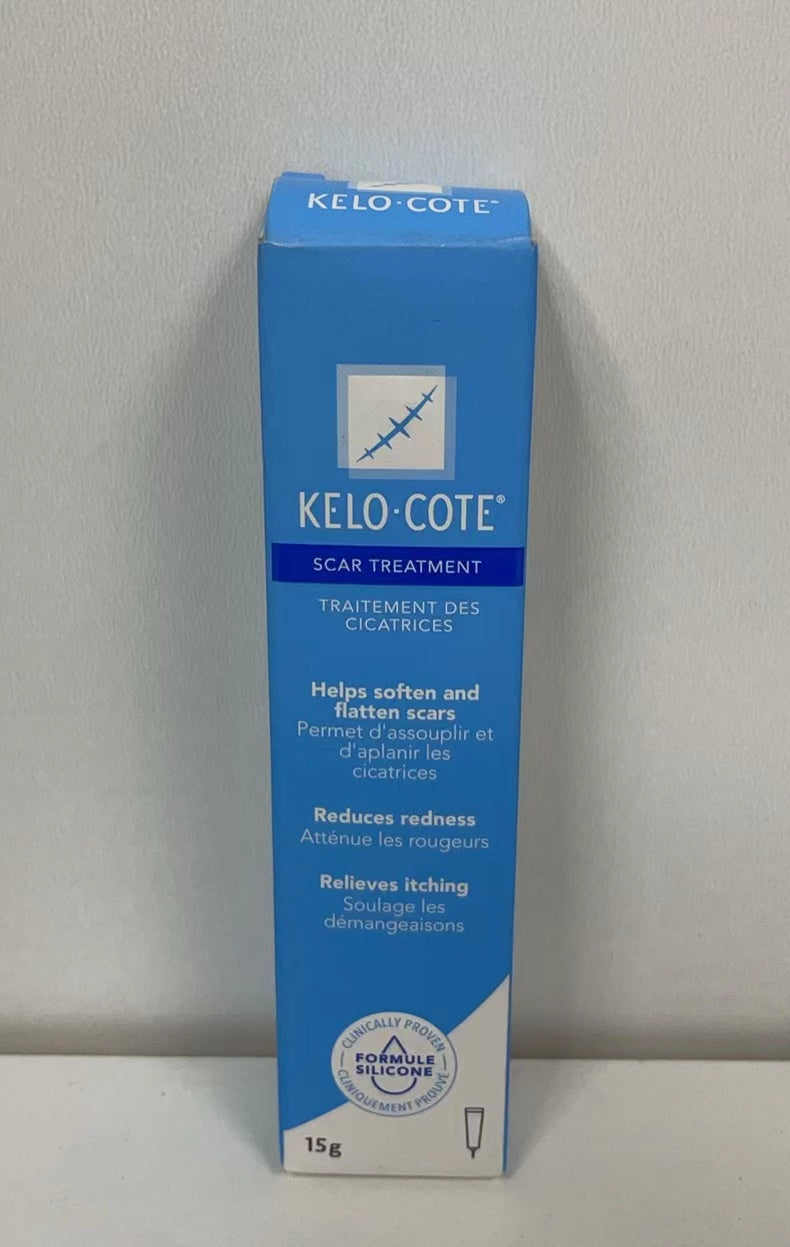 KELO·COTE®
KELO·COTE®
SCAR TREATMENT
TRAITEMENT DES
CICATRICES
Helps soften and
flatten scars
Permet d'assouplir et
d'aplanir les
cicatrices
Reduces redness
Atténue les rougeurs
Relieves itching
Soulage les
démangeaisons
CLINICALLY PROVEN
FORMULE
SILICONE
CLINIQUEMENT PROUVÉ
15g